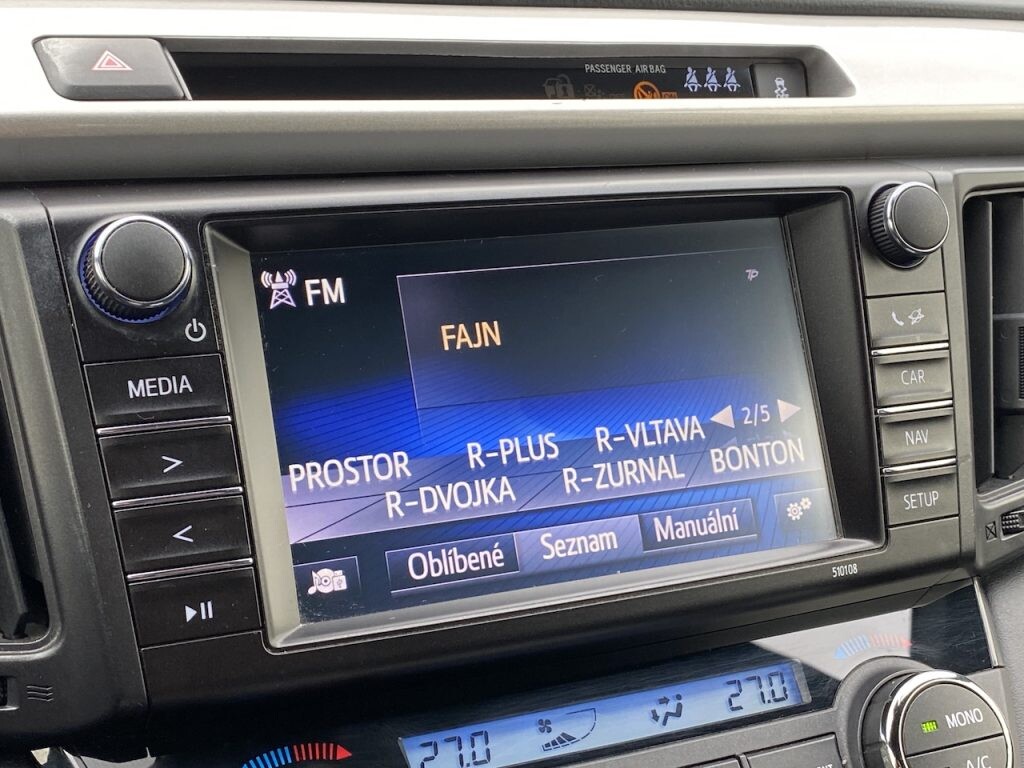 PASSENGER AIR BAG
FM
TP
FAJN
MEDIA
CAR
NAV
SETUP
2/5
PROSTOR R-PLUS R-VLTAVA
R-DVOJKA R-ZURNAL BONTON
Oblíbené Seznam Manuální
510108
27.0 27.0
MONO
A/C